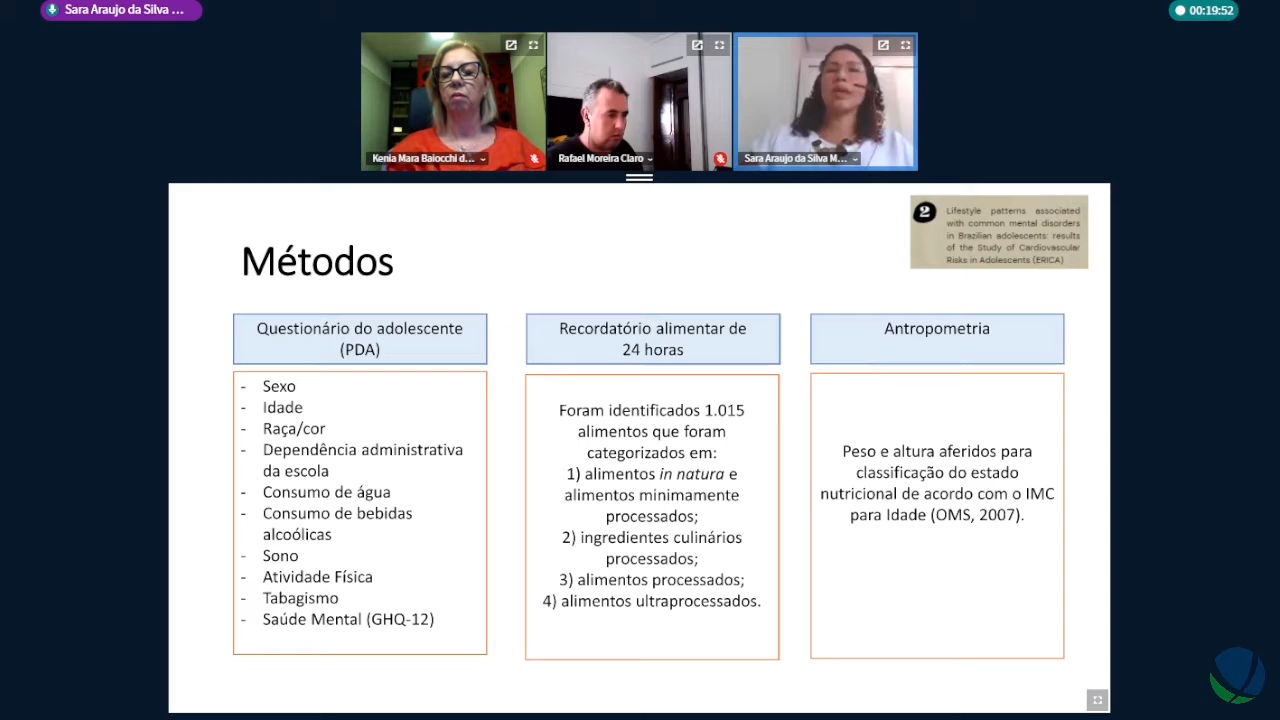 Sara Araujo da Silva ...
00:19:52
Kenia Mara Baiocchi d...
Rafael Moreira Claro
Sara Araujo da Silva M...
2
Lifestyle patterns associated
with common mental disorders
in Brazilian adolescents: results
of the Study of Cardiovascular
Risks in Adolescents (ERICA)
Métodos
Questionário do adolescente
(PDA)
- Sexo
- Idade
- Raça/cor
- Dependência administrativa
da escola
- Consumo de água
- Consumo de bebidas
alcoólicas
- Sono
- Atividade Física
- Tabagismo
- Saúde Mental (GHQ-12)
Recordatório alimentar de
24 horas
Foram identificados 1.015
alimentos que foram
categorizados em:
1) alimentos in natura e
alimentos minimamente
processados;
2) ingredientes culinários
processados;
3) alimentos processados;
4) alimentos ultraprocessados.
Antropometria
Peso e altura aferidos para
classificação do estado
nutricional de acordo com o IMC
para Idade (OMS, 2007).